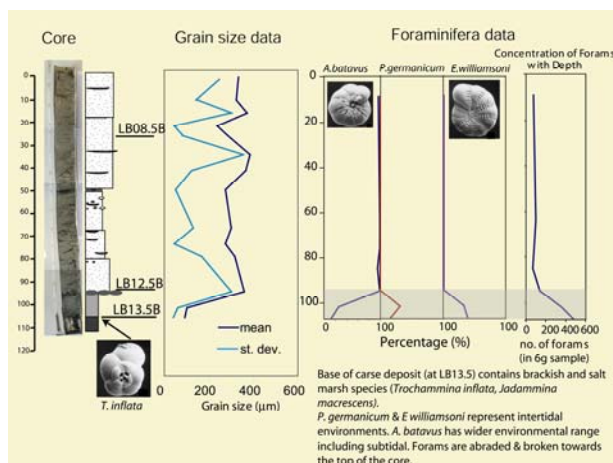 Core
Grain size data
Foraminifera data
Concentration of Forams
with Depth
A.batavus
P.germanicum
E.williamsoni
0
10
20
30
40
50
60
70
80
90
100
110
120
LB08.5B
LB12.5B
LB13.5B
T. inflata
mean
st. dev.
0 200 400 600
Grain size (μm)
0
20
40
60
80
100
100 100 100
Percentage (%)
0 200 400
no. of forams
(in 6g sample)
Base of carse deposit (at LB13.5) contains brackish and salt
marsh species (Trochammina inflata, Jadammina
macrescens).
P. germanicum & E williamsoni represent intertidal
environments. A. batavus has wider environmental range
including subtidal. Forams are abraded & broken towards
the top of the core.